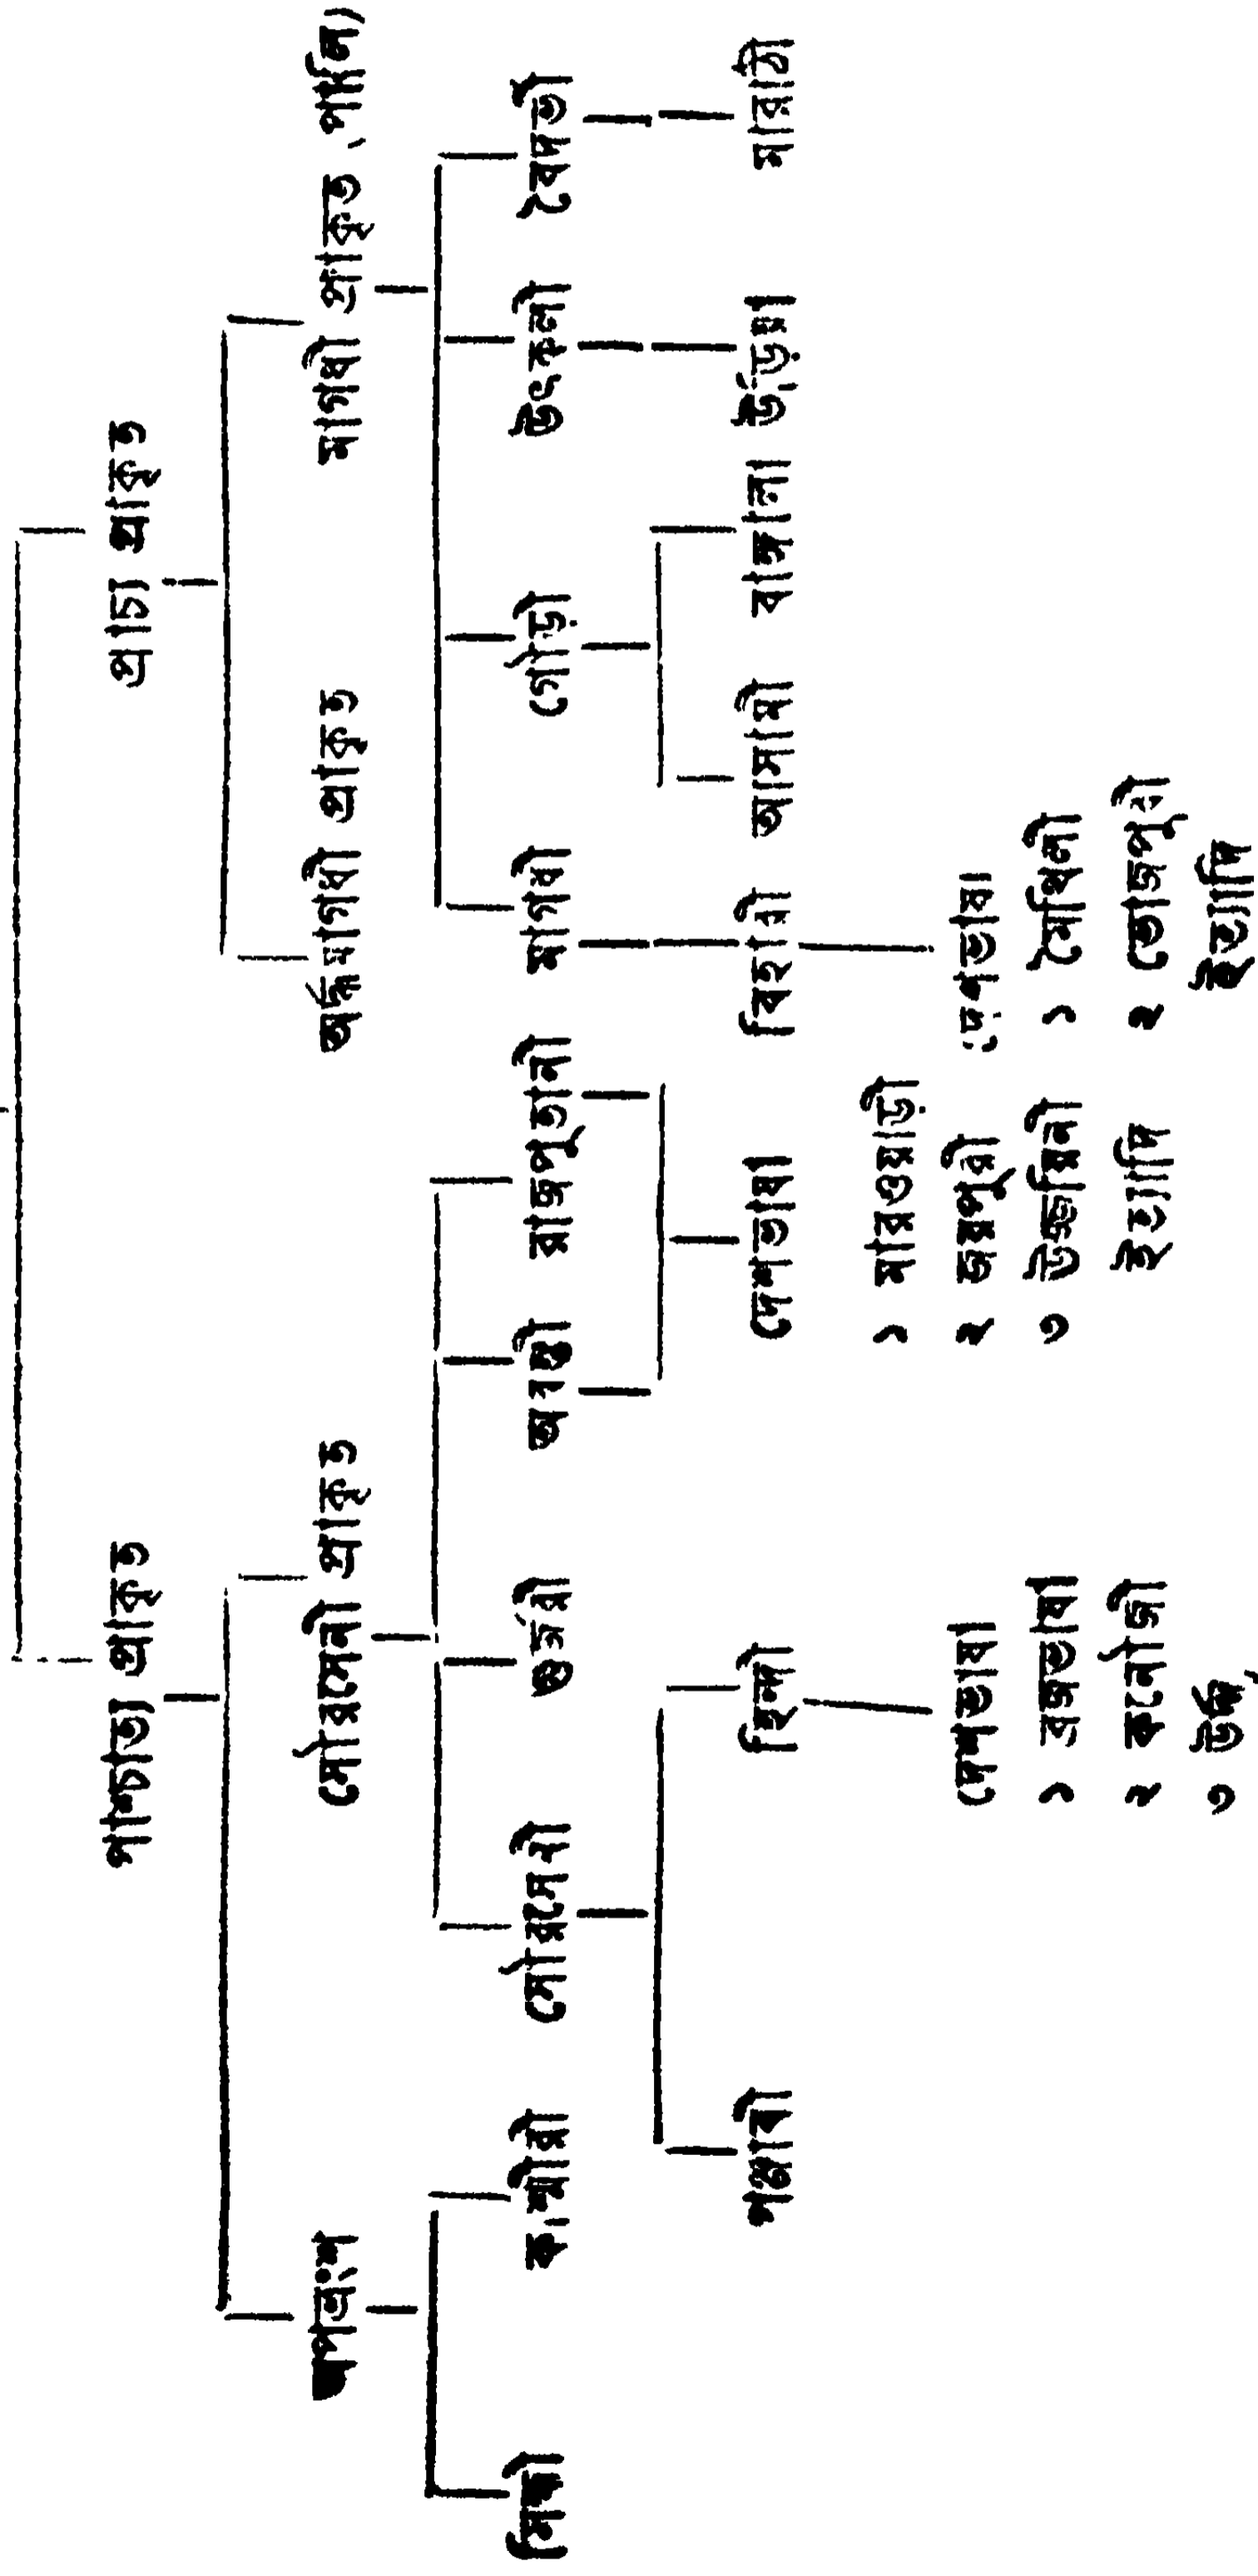 পাশ্চাত্য প্রাকৃত প্রাচ্য প্রাকৃত
অপভ্রংশ সৌরসেনী প্রাকৃত অর্দ্ধমাগধী প্রাকৃত মাগধী প্রাকৃত (পালি)
সিন্ধী কাশ্মীরী সৌরসেনী গুর্জরী অবন্তী রাজপুতানী মাগধী গৌড়ী উৎকলী বৈদর্ভী
পঞ্জাবী হিন্দী দেশভাষা বিহারী আসামী বাঙ্গালা উড়িয়া মারাঠী
১ মারওয়াড়ী
দেশভাষা ২ জয়পুরী দেশভাষা
১ ব্রজভাষা ৩ উজ্জয়িনী ১ মৈথিলী
২ কনৌজী ইত্যাদি ২ ভোজপুরী
৩ উর্দ্দু ইত্যাদি